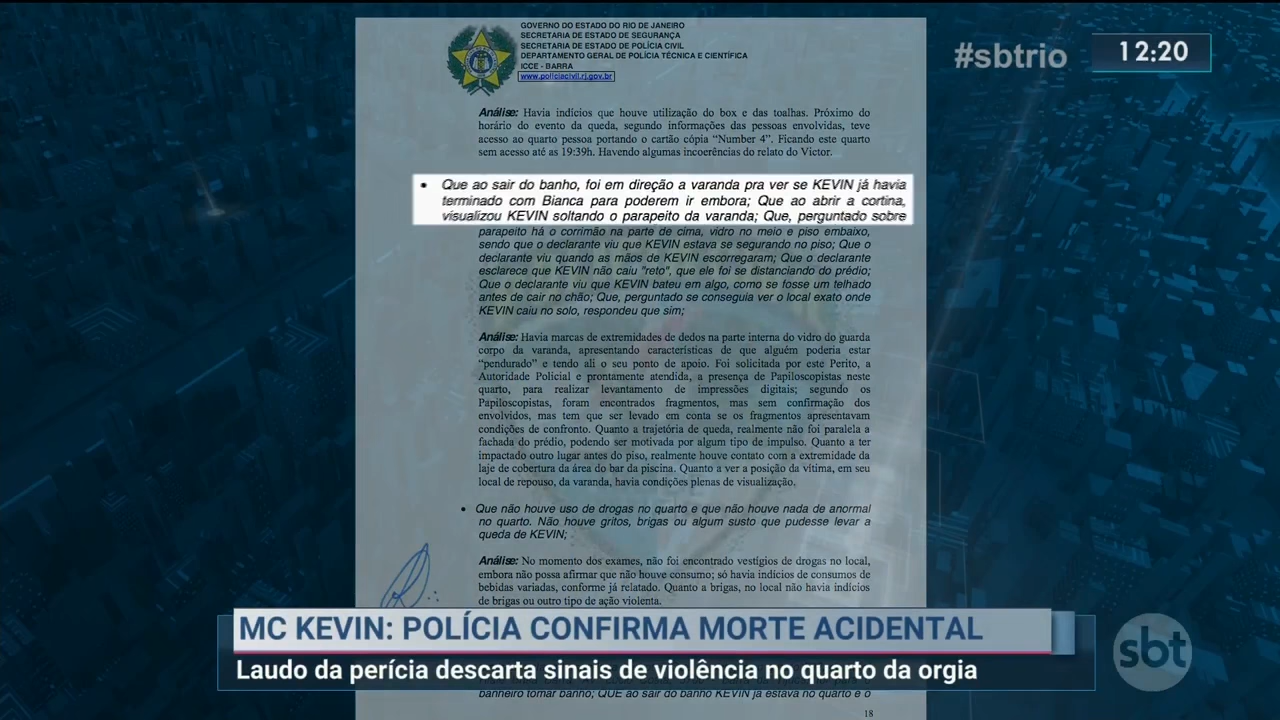 GOVERNO DO ESTADO DO RIO DE JANEIRO
SECRETARIA DE ESTADO DE SEGURANÇA
SECRETARIA DE ESTADO DE POLÍCIA CIVIL
DEPARTAMENTO GERAL DE POLÍCIA TÉCNICA E CIENTÍFICA
ICCE - BARRA
www.policiacivil.rj.gov.br
#sbtrio
12:20
Análise: Havia indícios que houve utilização do box e das toalhas. Próximo do
horário do evento da queda, segundo informações das pessoas envolvidas, teve
acesso ao quarto pessoa portando o cartão cópia “Number 4”. Ficando este quarto
sem acesso até as 19:39h. Havendo algumas incoerências do relato do Victor.
• Que ao sair do banho, foi em direção a varanda pra ver se KEVIN já havia
terminado com Bianca para poderem ir embora; Que ao abrir a cortina,
visualizou KEVIN soltando o parapeito da varanda; Que, perguntado sobre
parapeito há o corrimão na parte de cima, vidro no meio e piso embaixo,
sendo que o declarante viu que KEVIN estava se segurando no piso; Que o
declarante viu quando as mãos de KEVIN escorregaram; Que o declarante
esclarece que KEVIN não caiu "reto", que ele foi se distanciando do prédio;
Que o declarante viu que KEVIN bateu em algo, como se fosse um telhado
antes de cair no chão; Que, perguntado se conseguia ver o local exato onde
KEVIN caiu no solo, respondeu que sim;
Análise: Havia marcas de extremidades de dedos na parte interna do vidro do guarda
corpo da varanda, apresentando características de que alguém poderia estar
“pendurado” e tendo ali o seu ponto de apoio. Foi solicitada por este Perito, a
Autoridade Policial e prontamente atendida, a presença de Papiloscopistas neste
quarto, para realizar levantamento de impressões digitais; segundo os
Papiloscopistas, foram encontrados fragmentos, mas sem confirmação dos
envolvidos, mas tem que ser levado em conta se os fragmentos apresentavam
condições de confronto. Quanto a trajetória de queda, realmente não foi paralela a
fachada do prédio, podendo ser motivada por algum tipo de impulso. Quanto a ter
impactado outro lugar antes do piso, realmente houve contato com a extremidade da
laje de cobertura da área do bar da piscina. Quanto a ver a posição da vítima, em seu
local de repouso, da varanda, havia condições plenas de visualização.
• Que não houve uso de drogas no quarto e que não houve nada de anormal
no quarto. Não houve gritos, brigas ou algum susto que pudesse levar a
queda de KEVIN;
Análise: No momento dos exames, não foi encontrado vestígios de drogas no local,
embora não possa afirmar que não houve consumo; só havia indícios de consumos de
bebidas variadas, conforme já relatado. Quanto a brigas, no local não havia indícios
de brigas ou outro tipo de ação violenta.
MC KEVIN: POLÍCIA CONFIRMA MORTE ACIDENTAL
Laudo da perícia descarta sinais de violência no quarto da orgia
sbt
banheiro tomar banho; QUE ao sair do banho KEVIN já estava no quarto e o
18